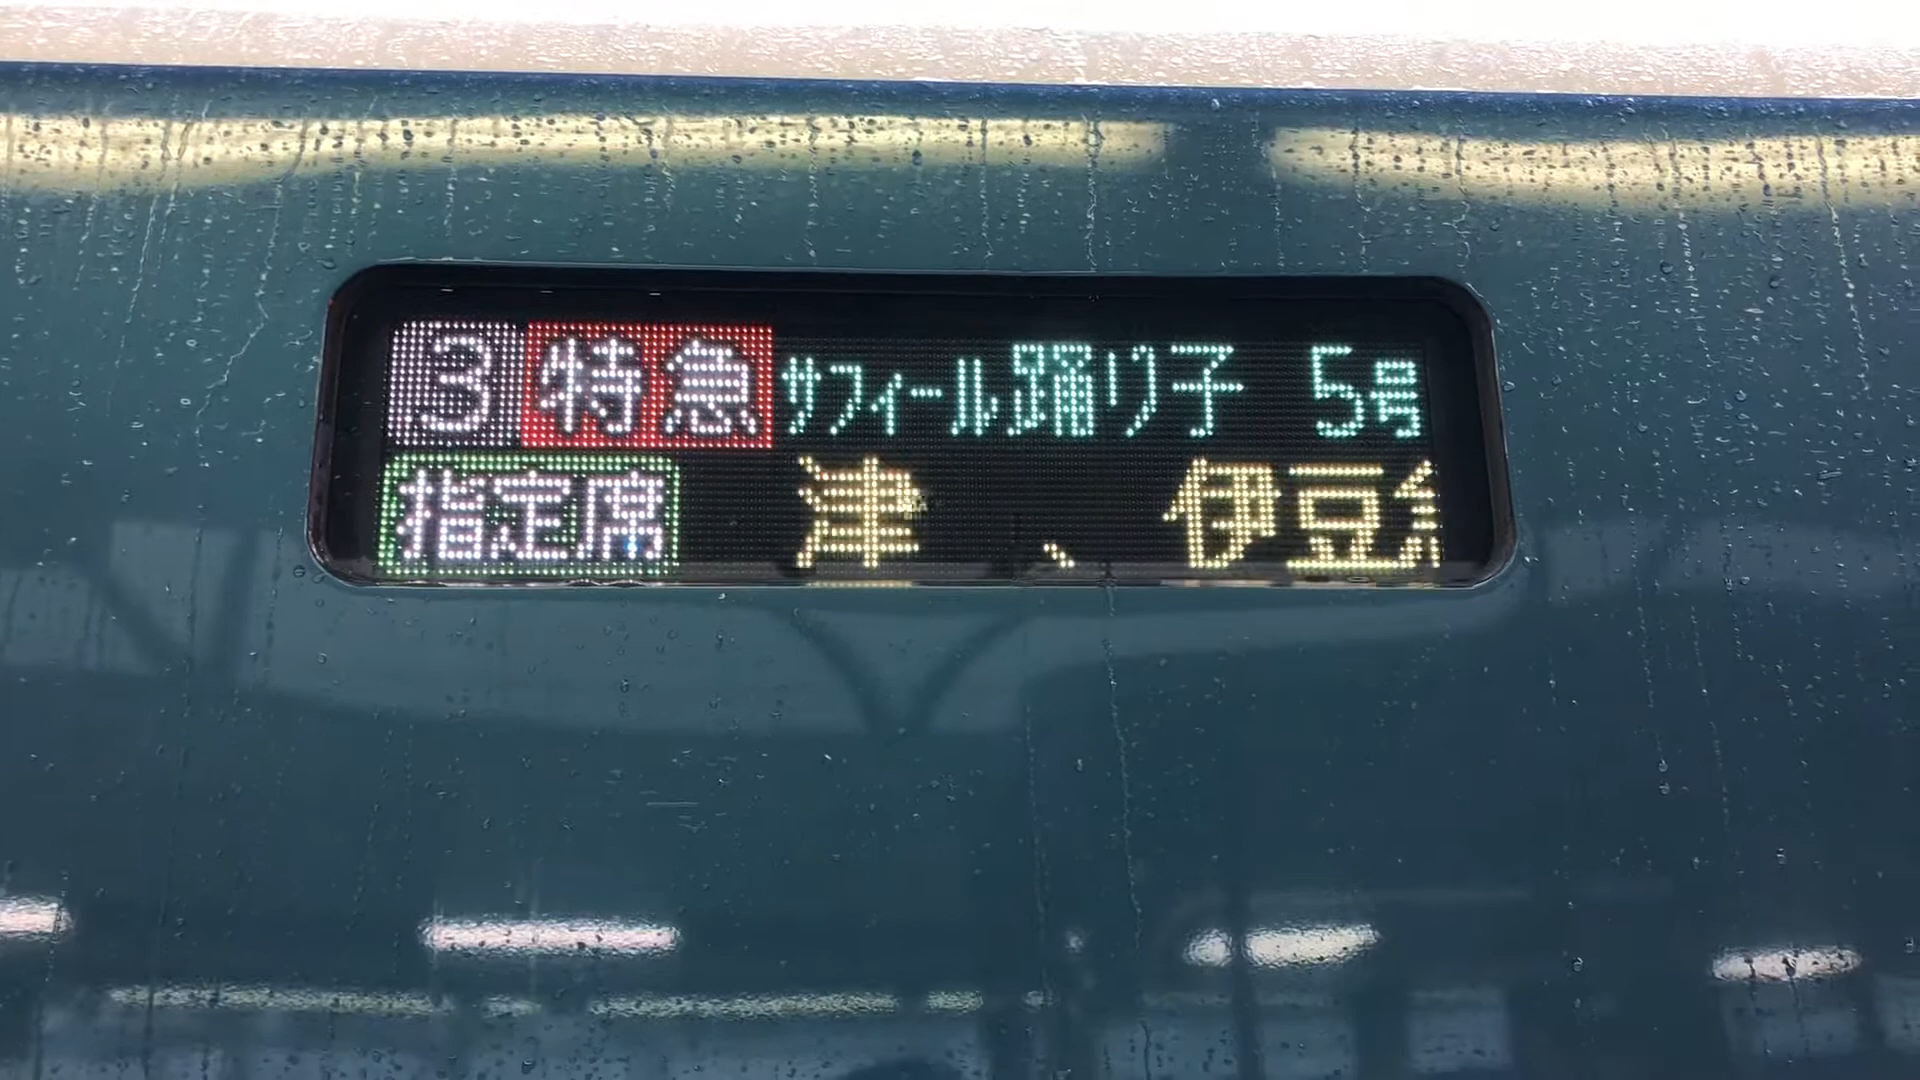 3 特急 サフィール踊り子 5号
指定席 津、伊豆